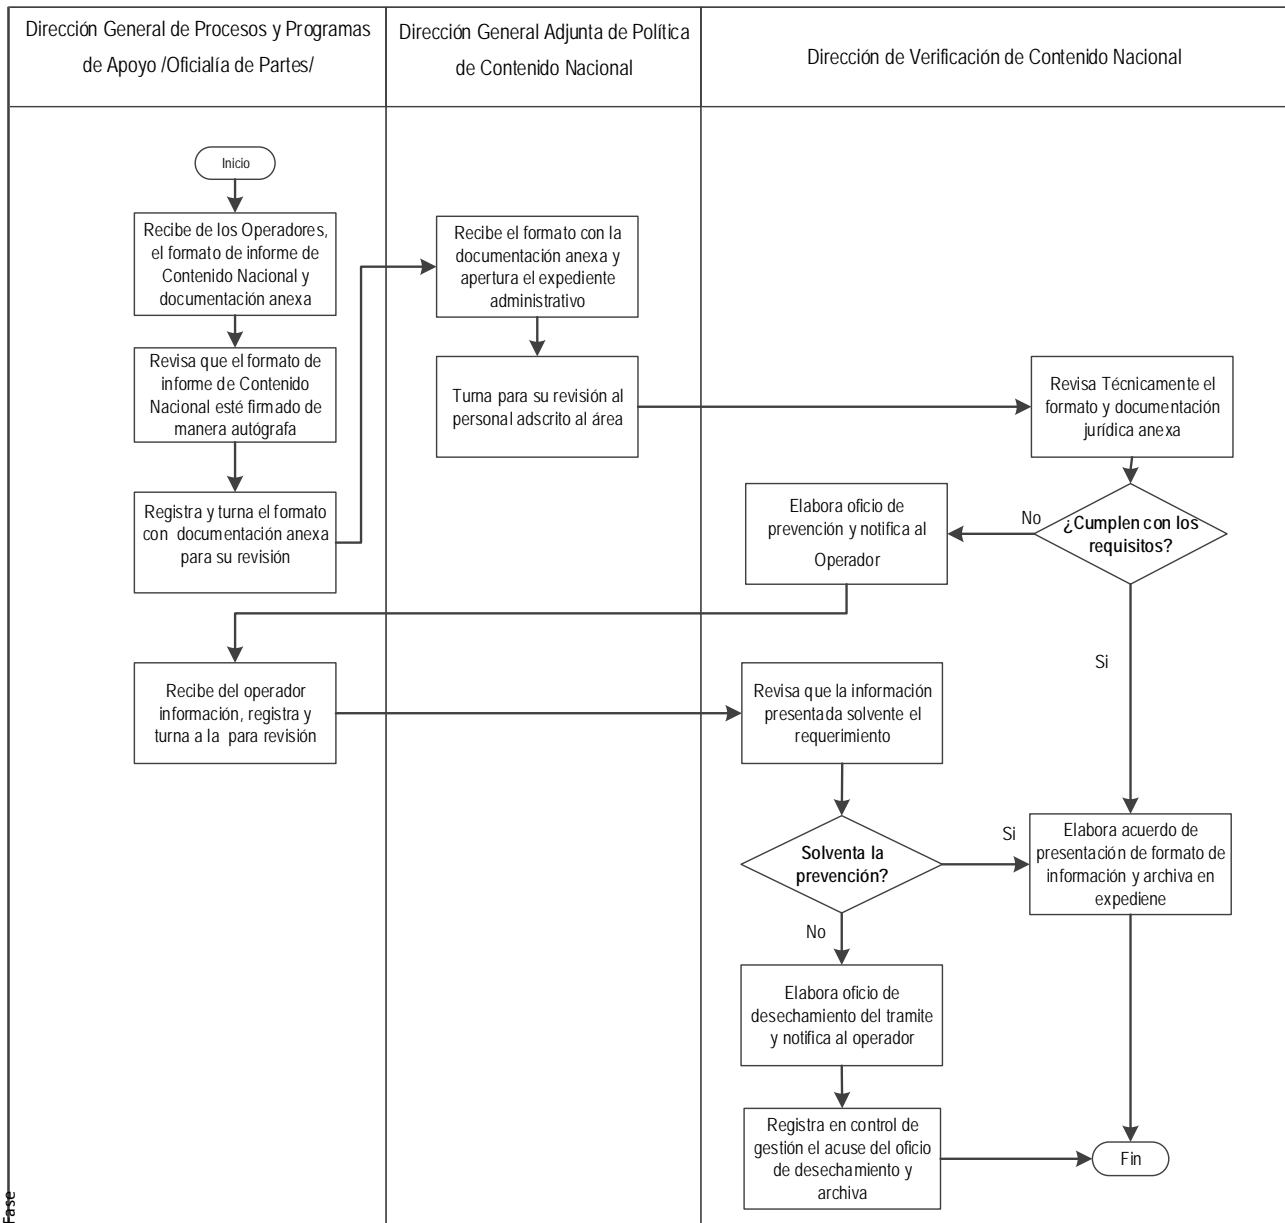 Dirección General de Procesos y Programas
de Apoyo /Oficialía de Partes/
Dirección General Adjunta de Política
de Contenido Nacional
Dirección de Verificación de Contenido Nacional
Inicio
Recibe de los Operadores,
el formato de informe de
Contenido Nacional y
documentación anexa
Revisa que el formato de
informe de Contenido
Nacional esté firmado de
manera autógrafa
Registra y turna el formato
con documentación anexa
para su revisión
Recibe el formato con la
documentación anexa y
apertura el expediente
administrativo
Turna para su revisión al
personal adscrito al área
Revisa Técnicamente el
formato y documentación
jurídica anexa
¿Cumplen con los
requisitos?
No
Elabora oficio de
prevención y notifica al
Operador
Si
Recibe del operador
información, registra y
turna a la para revisión
Revisa que la información
presentada solvente el
requerimiento
Solventa la
prevención?
Si
Elabora acuerdo de
presentación de formato de
información y archiva en
expediene
No
Elabora oficio de
desechamiento del tramite
y notifica al operador
Registra en control de
gestión el acuse del oficio
de desechamiento y
archiva
Fin
Fase